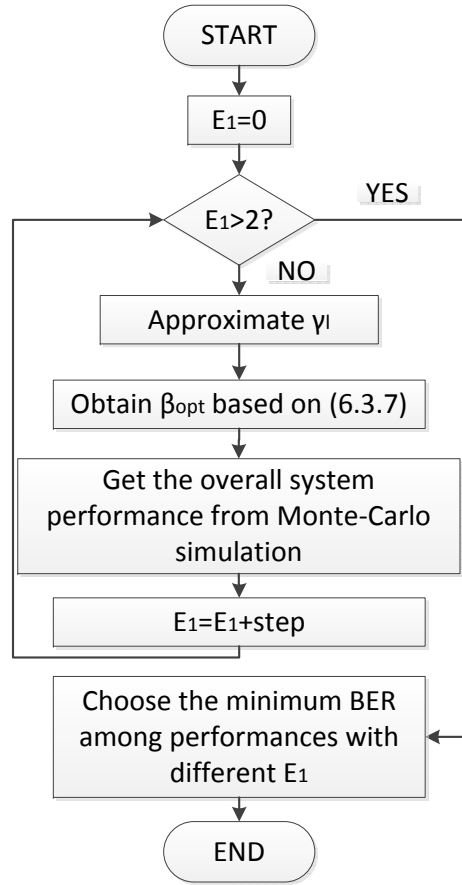 START
E1=0
E1>2?
YES
NO
Approximate γI
Obtain βopt based on (6.3.7)
Get the overall system
performance from Monte-Carlo
simulation
E1=E1+step
Choose the minimum BER
among performances with
different E1
END